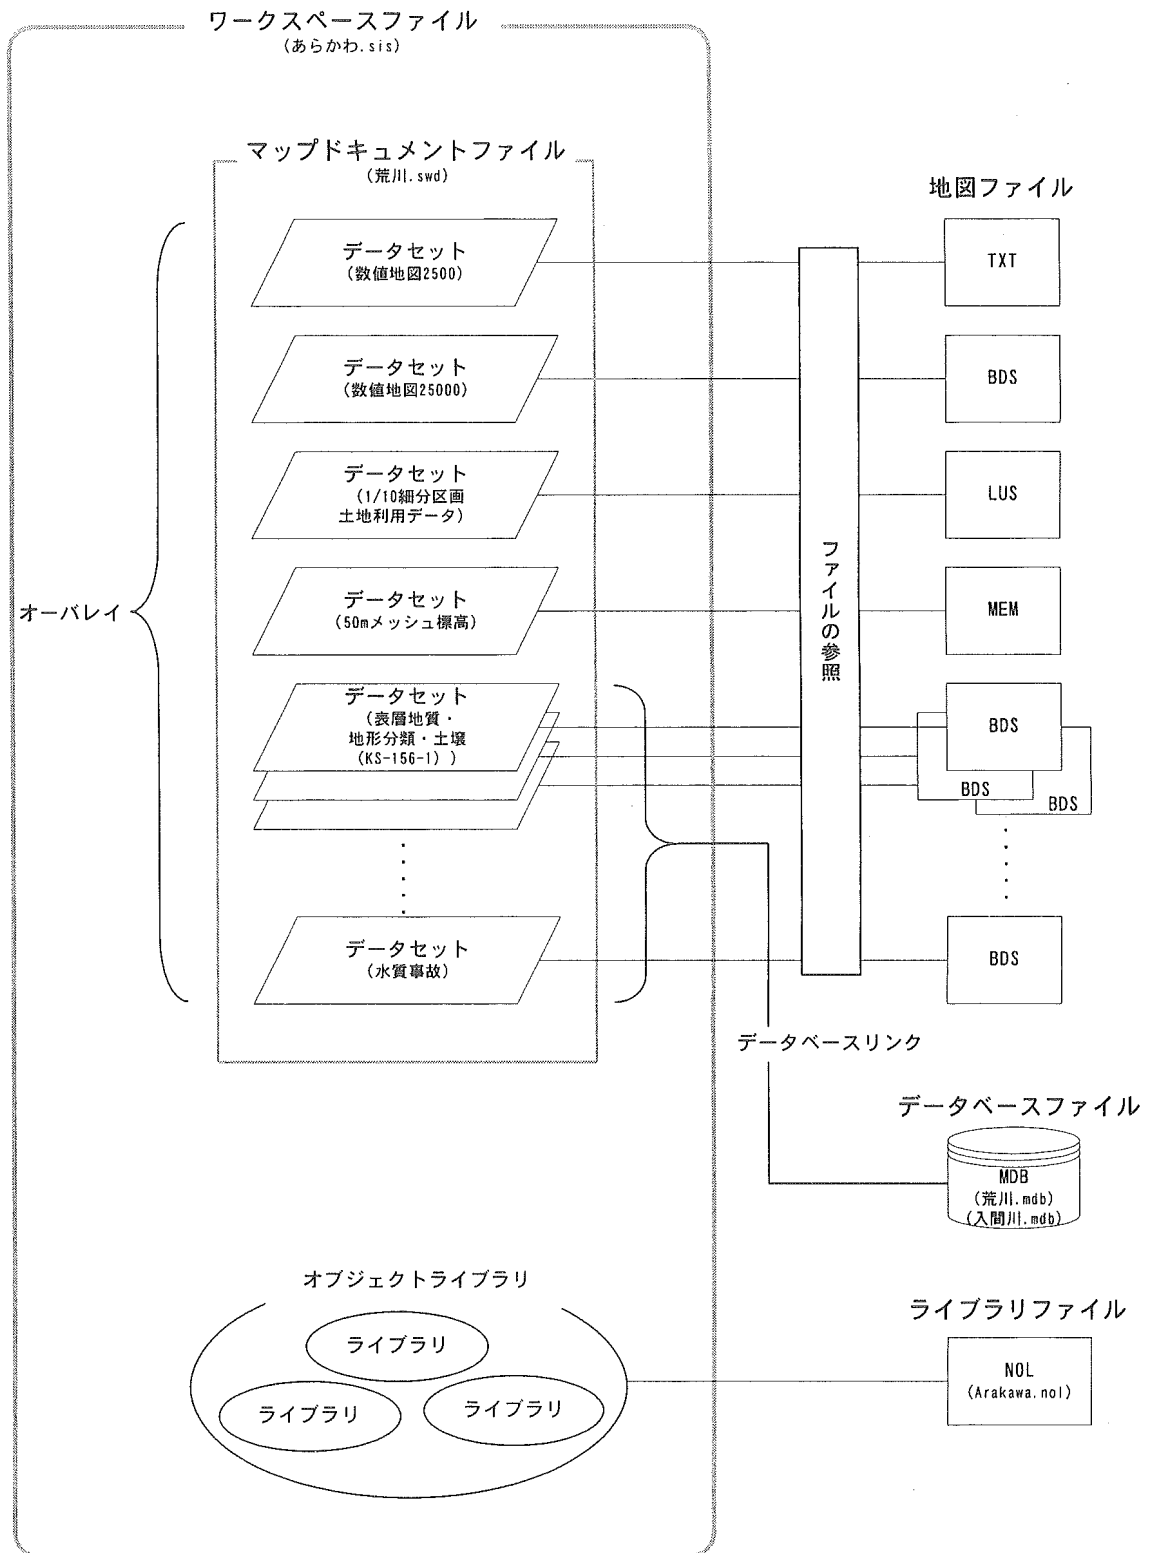 ワークスペースファイル
(あらかわ.sis)
マップドキュメントファイル
(荒川.swd)
地図ファイル
データセット
(数値地図2500)
TXT
データセット
(数値地図25000)
BDS
データセット
(1/10細分区画
土地利用データ)
LUS
ファイルの参照
オーバレイ
データセット
(50mメッシュ標高)
MEM
データセット
(表層地質・
地形分類・土壌
(KS-156-1) )
BDS
BDS
BDS
データセット
(水質事故)
BDS
データベースリンク
データベースファイル
MDB
(荒川.mdb)
(入間川.mdb)
オブジェクトライブラリ
ライブラリ
ライブラリ
ライブラリ
ライブラリファイル
NOL
(Arakawa.nol)